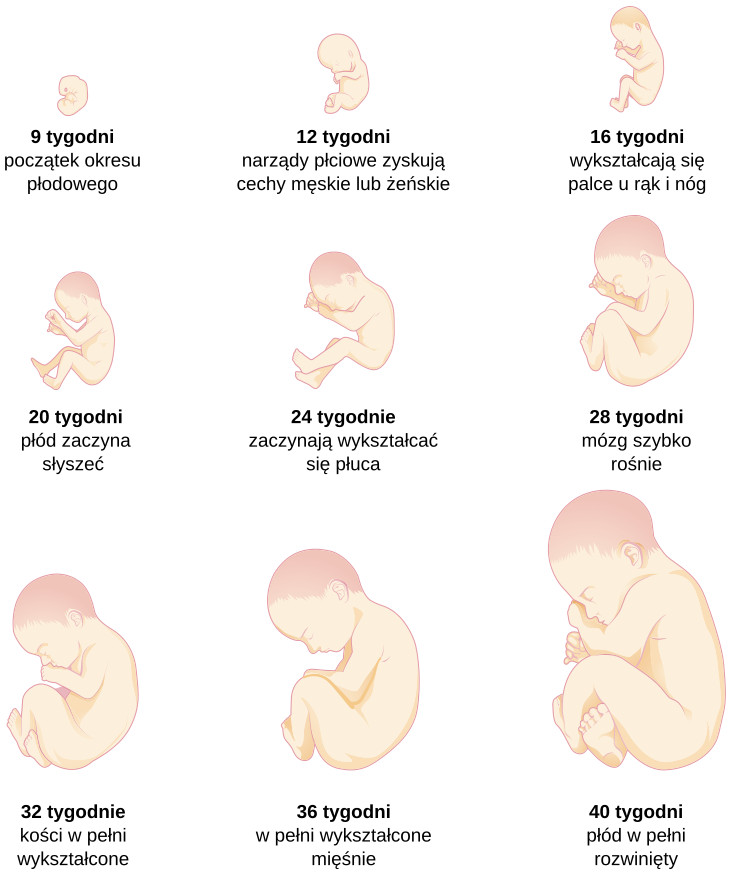 9 tygodni
początek okresu
płodowego
12 tygodni
narządy płciowe zyskują
cechy męskie lub żeńskie
16 tygodni
wykształcają się
palce u rąk i nóg
20 tygodni
płód zaczyna
słyszeć
24 tygodnie
zaczynają wykształcać
się płuca
28 tygodni
mózg szybko
rośnie
32 tygodnie
kości w pełni
wykształcone
36 tygodni
w pełni wykształcone
mięśnie
40 tygodni
płód w pełni
rozwinięty